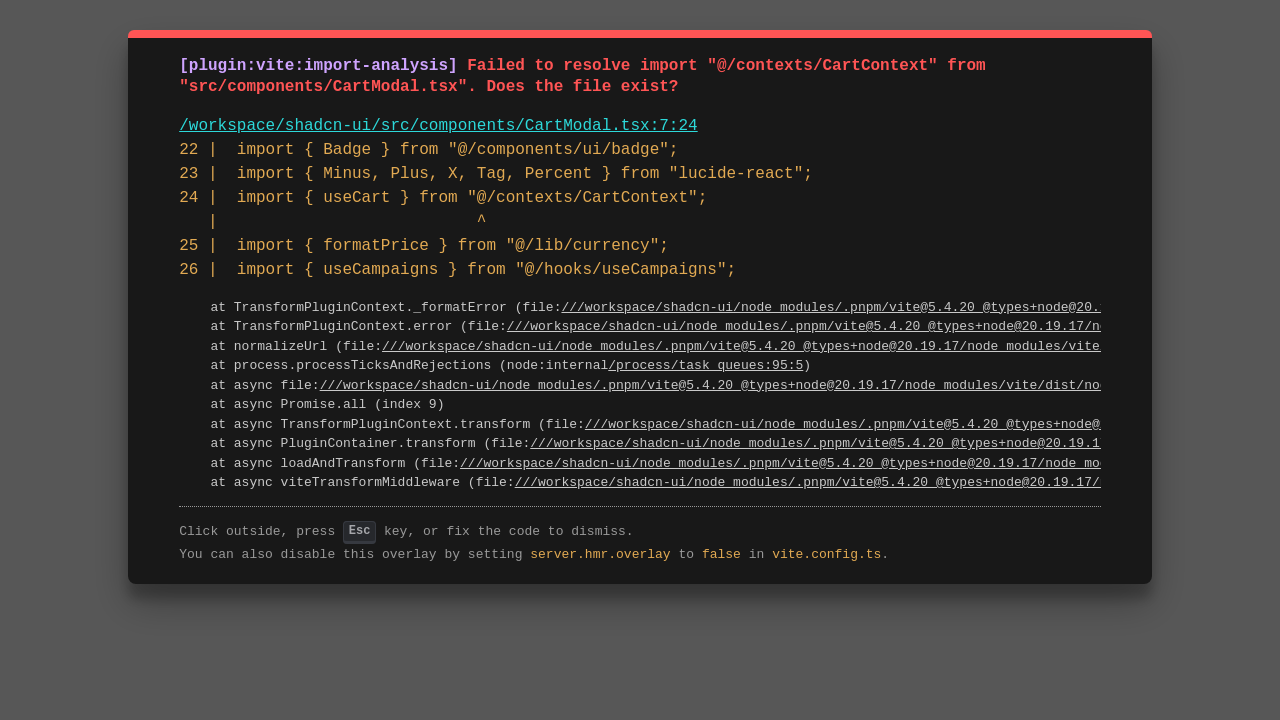 [plugin:vite:import-analysis] Failed to resolve import "@/contexts/CartContext" from
"src/components/CartModal.tsx". Does the file exist?
/workspace/shadcn-ui/src/components/CartModal.tsx:7:24
22 |  import { Badge } from "@/components/ui/badge";
23 |  import { Minus, Plus, X, Tag, Percent } from "lucide-react";
24 |  import { useCart } from "@/contexts/CartContext";
   |                           ^
25 |  import { formatPrice } from "@/lib/currency";
26 |  import { useCampaigns } from "@/hooks/useCampaigns";
at TransformPluginContext._formatError (file:///workspace/shadcn-ui/node_modules/.pnpm/vite@5.4.20_@types+node@20.
at TransformPluginContext.error (file:///workspace/shadcn-ui/node_modules/.pnpm/vite@5.4.20_@types+node@20.19.17/
at normalizeUrl (file:///workspace/shadcn-ui/node_modules/.pnpm/vite@5.4.20_@types+node@20.19.17/node_modules/vite
at process.processTicksAndRejections (node:internal/process/task_queues:95:5)
at async file:///workspace/shadcn-ui/node_modules/.pnpm/vite@5.4.20_@types+node@20.19.17/node_modules/vite/dist/
at async Promise.all (index 9)
at async TransformPluginContext.transform (file:///workspace/shadcn-ui/node_modules/.pnpm/vite@5.4.20_@types+node@
at async PluginContainer.transform (file:///workspace/shadcn-ui/node_modules/.pnpm/vite@5.4.20_@types+node@20.19.
at async loadAndTransform (file:///workspace/shadcn-ui/node_modules/.pnpm/vite@5.4.20_@types+node@20.19.17/
at async viteTransformMiddleware (file:///workspace/shadcn-ui/node_modules/.pnpm/vite@5.4.20_@types+node@20.19.17/
Click outside, press Esc key, or fix the code to dismiss.
You can also disable this overlay by setting server.hmr.overlay to false in vite.config.ts.